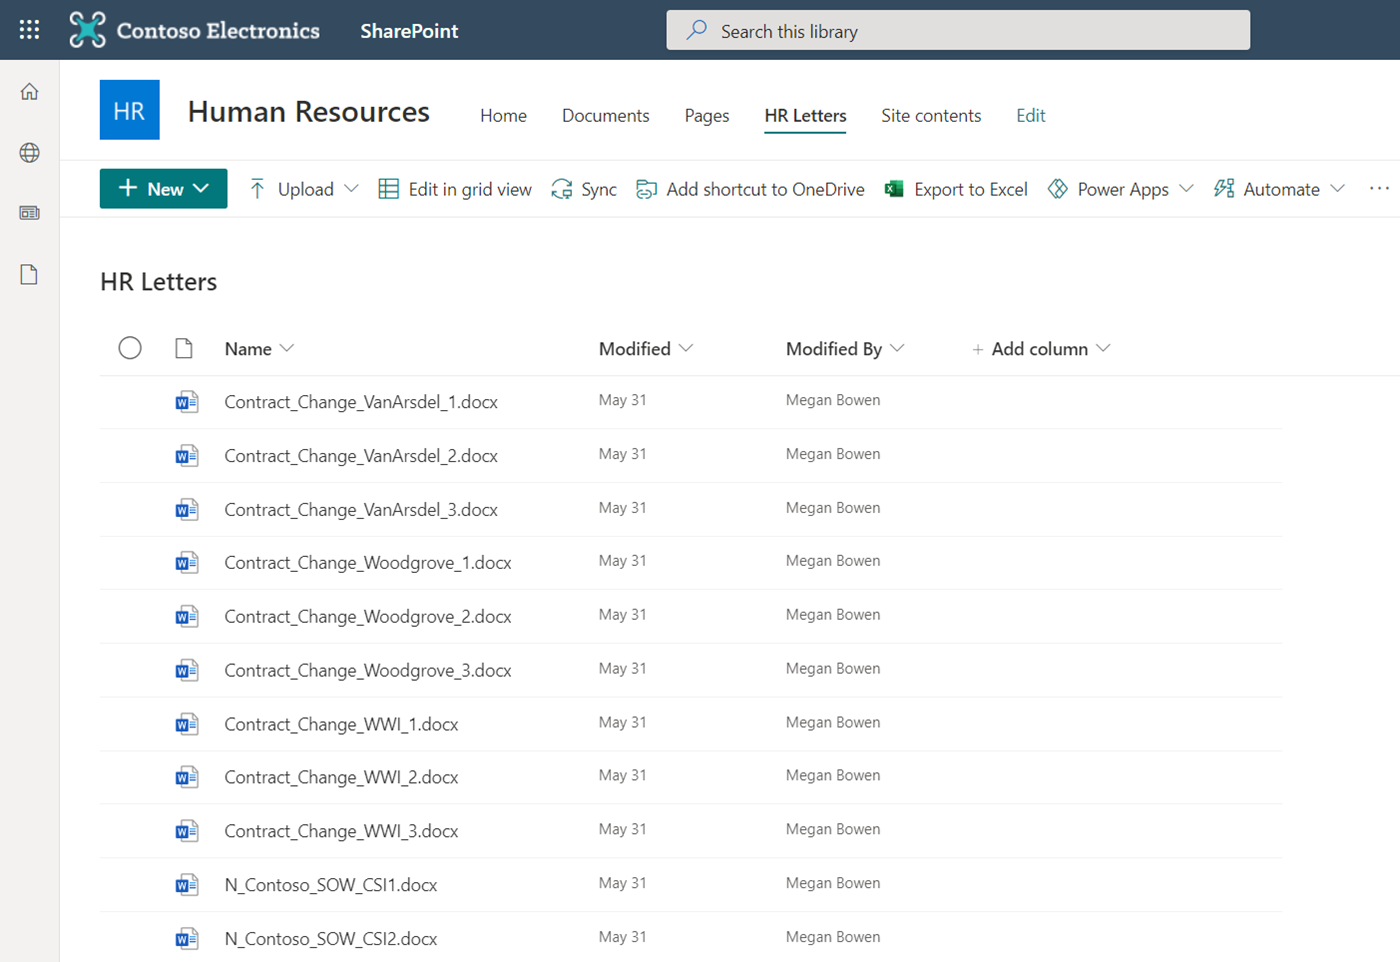 Contoso Electronics SharePoint Search this library
HR Human Resources Home Documents Pages HR Letters Site contents Edit
+ New Upload Edit in grid view Sync Add shortcut to OneDrive Export to Excel Power Apps Automate ...
HR Letters
Name Modified Modified By + Add column
Contract_Change_VanArsdel_1.docx May 31 Megan Bowen
Contract_Change_VanArsdel_2.docx May 31 Megan Bowen
Contract_Change_VanArsdel_3.docx May 31 Megan Bowen
Contract_Change_Woodgrove_1.docx May 31 Megan Bowen
Contract_Change_Woodgrove_2.docx May 31 Megan Bowen
Contract_Change_Woodgrove_3.docx May 31 Megan Bowen
Contract_Change_WWI_1.docx May 31 Megan Bowen
Contract_Change_WWI_2.docx May 31 Megan Bowen
Contract_Change_WWI_3.docx May 31 Megan Bowen
N_Contoso_SOW_CSI1.docx May 31 Megan Bowen
N_Contoso_SOW_CSI2.docx May 31 Megan Bowen